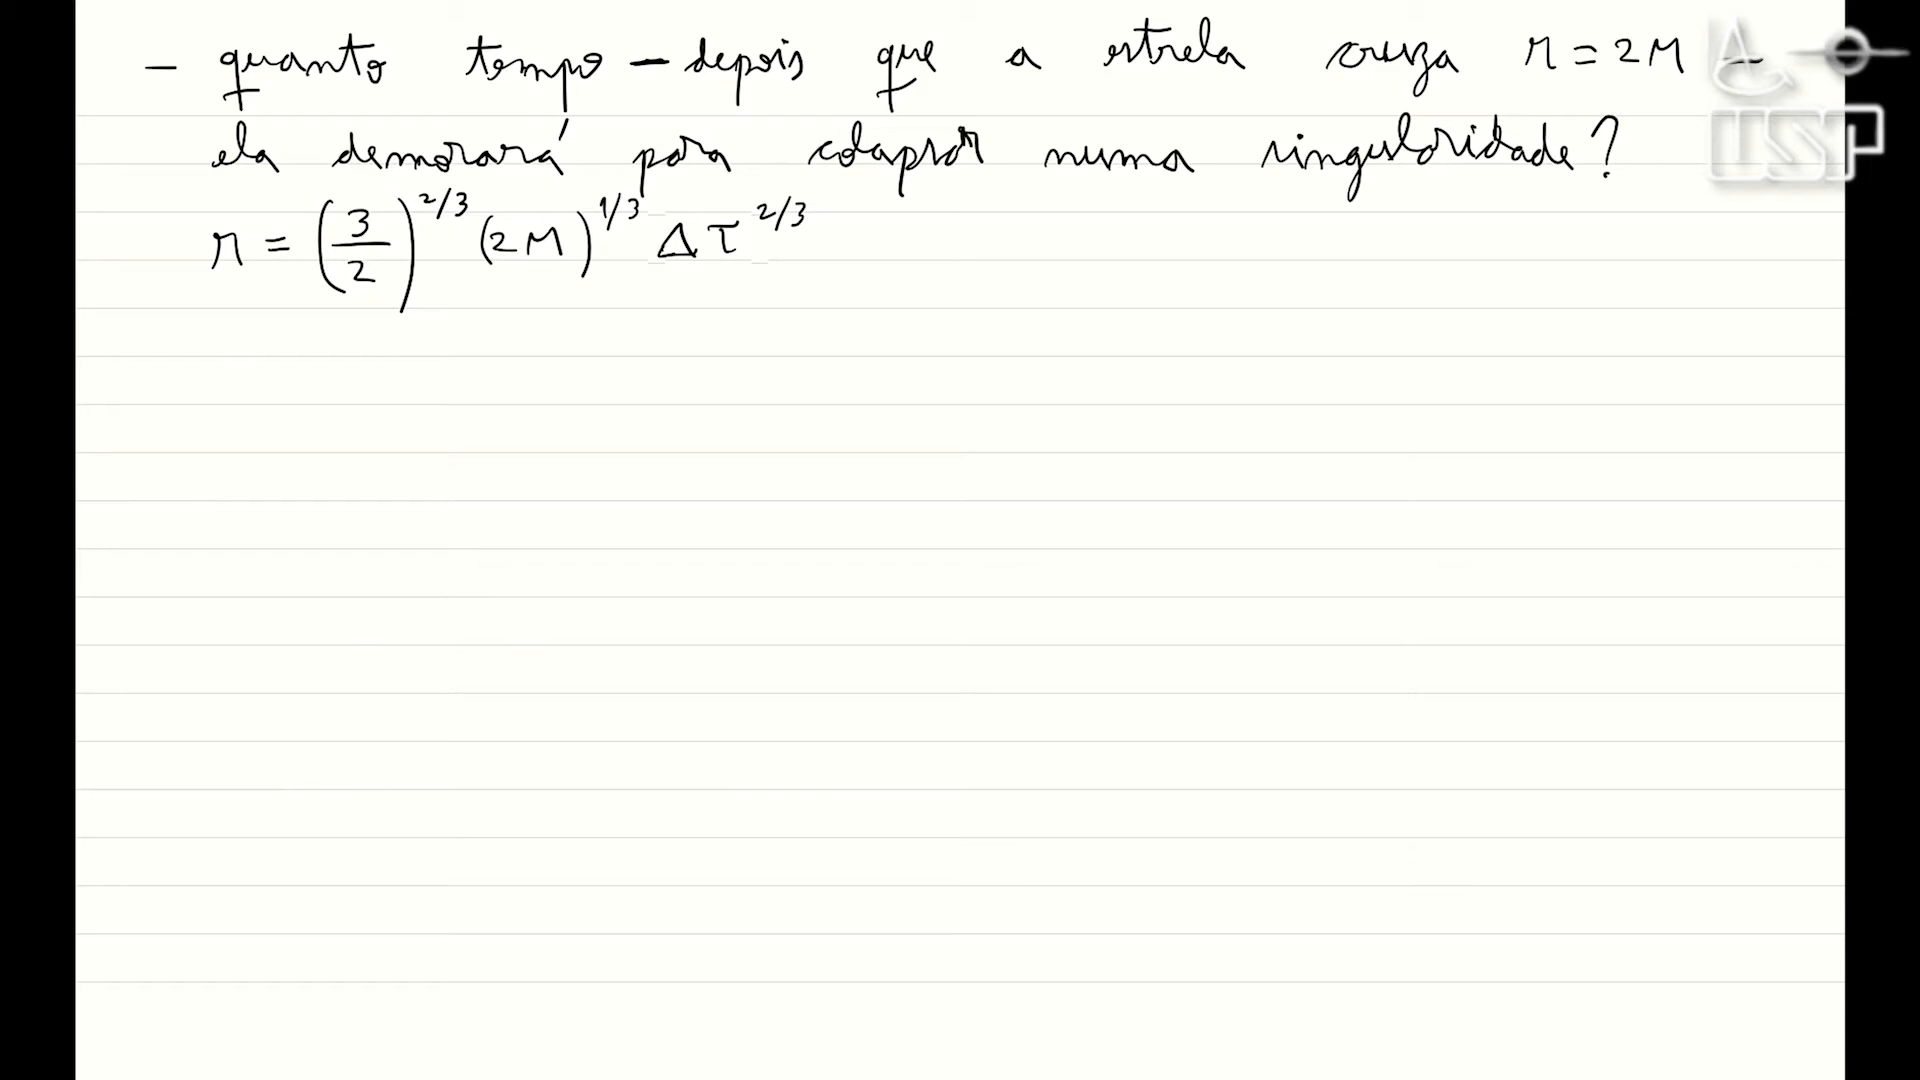 - quanto tempo - depois que a estrela cruza r = 2M -
ela demorará para colapsar numa singularidade?
r = (3/2)^2/3 (2M)^1/3 Δτ^2/3
USP